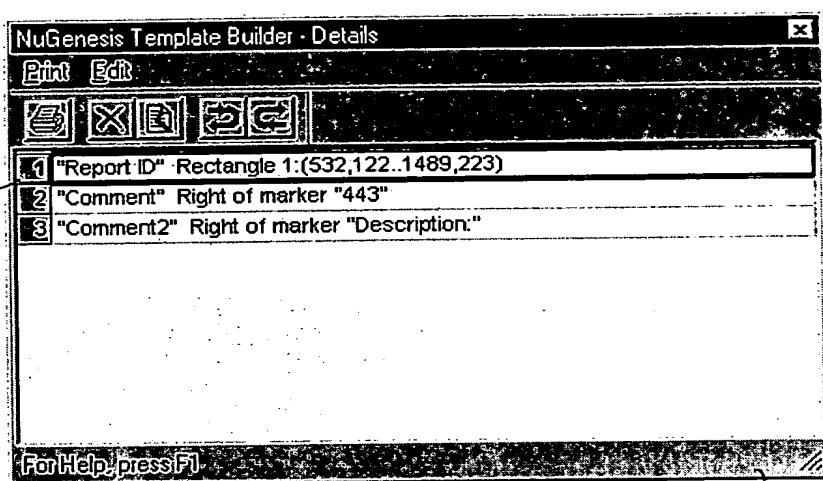 NuGenesis Template Builder - Details
Print Edit
1 "Report ID" Rectangle 1:(532,122..1489,223)
2 "Comment" Right of marker "443"
3 "Comment2" Right of marker "Description:"
For Help, press F1